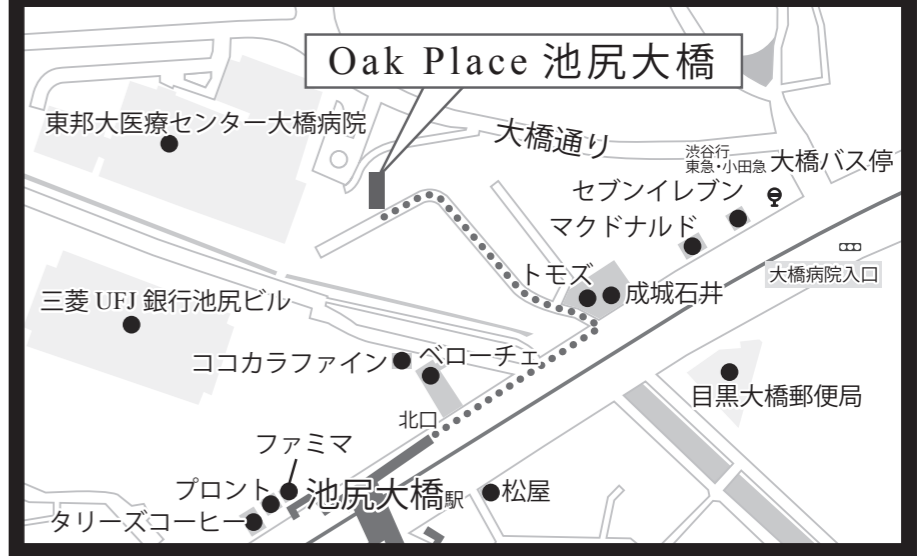 Oak Place 池尻大橋
東邦大医療センター大橋病院
大橋通り
渋谷行
東急・小田急 大橋バス停
セブンイレブン
マクドナルド
トモズ
成城石井
大橋病院入口
三菱 UFJ 銀行池尻ビル
ココカラファイン
ベローチェ
目黒大橋郵便局
北口
ファミマ
プロント
池尻大橋駅
松屋
タリーズコーヒー